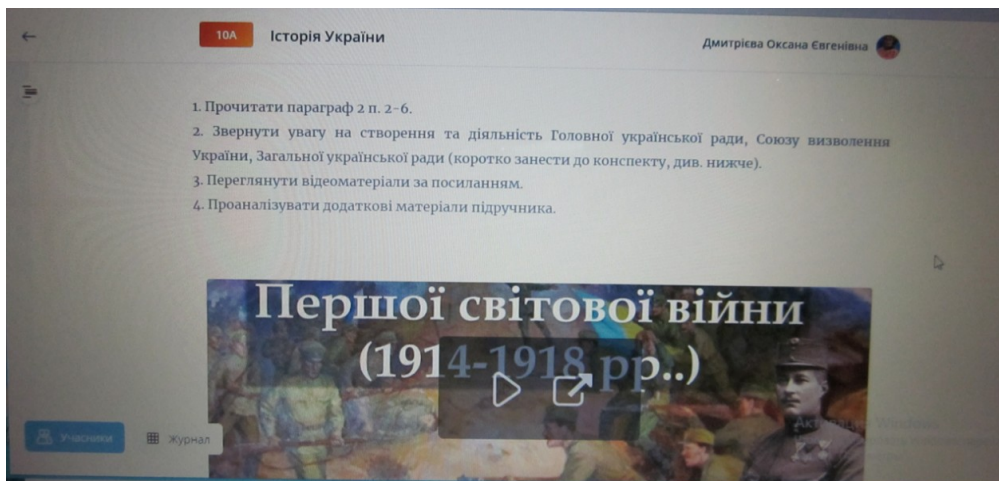 10А
Історія України
Дмитрієва Оксана Євгенівна
1. Прочитати параграф 2 п. 2-6.
2. Звернути увагу на створення та діяльність Головної української ради, Союзу визволення
України, Загальної української ради (коротко занести до конспекту, див. нижче).
3. Переглянути відеоматеріали за посиланням.
4. Проаналізувати додаткові матеріали підручника.
Першої світової війни
(1914-1918 рр..)
Учасники
Журнал